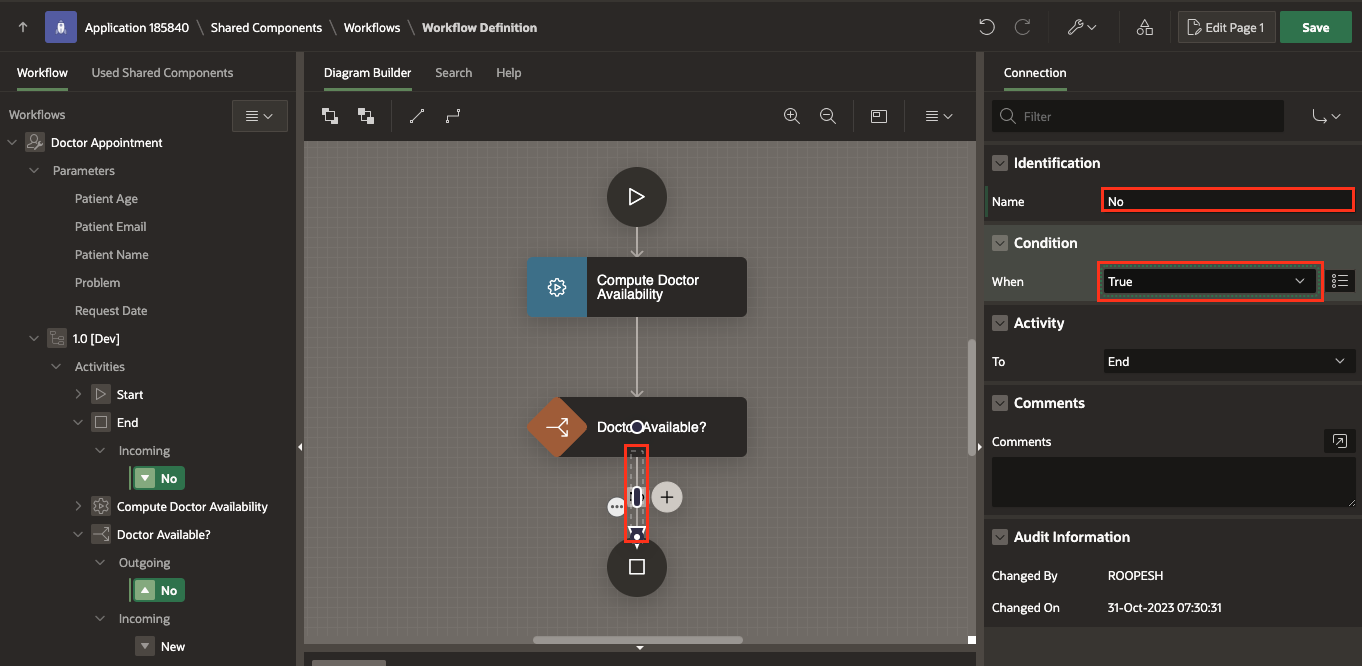 Application 185840 \ Shared Components \ Workflows \ Workflow Definition
Edit Page 1
Save
Workflow
Used Shared Components
Workflows
Doctor Appointment
Parameters
Patient Age
Patient Email
Patient Name
Problem
Request Date
1.0 [Dev]
Activities
Start
End
Incoming
No
Compute Doctor Availability
Doctor Available?
Outgoing
No
Incoming
New
Diagram Builder
Search
Help
Compute Doctor
Availability
Doctor Available?
Connection
Filter
Identification
Name
No
Condition
When
True
Activity
To
End
Comments
Comments
Audit Information
Changed By
ROOPESH
Changed On
31-Oct-2023 07:30:31